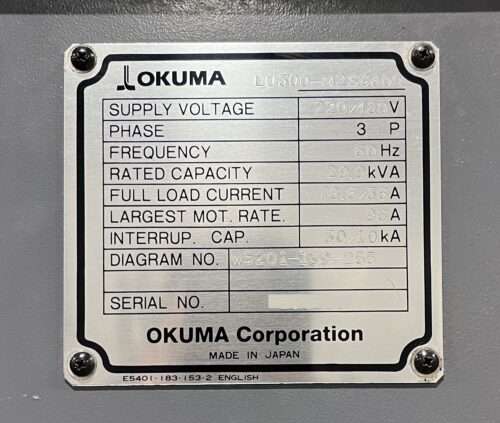 OKUMA
SUPPLY VOLTAGE V
PHASE 3 P
FREQUENCY 60 Hz
RATED CAPACITY kVA
FULL LOAD CURRENT A
LARGEST MOT. RATE. A
INTERRUP. CAP. kA
DIAGRAM NO.
SERIAL NO.
OKUMA Corporation
MADE IN JAPAN
E5401-183-153-2 ENGLISH